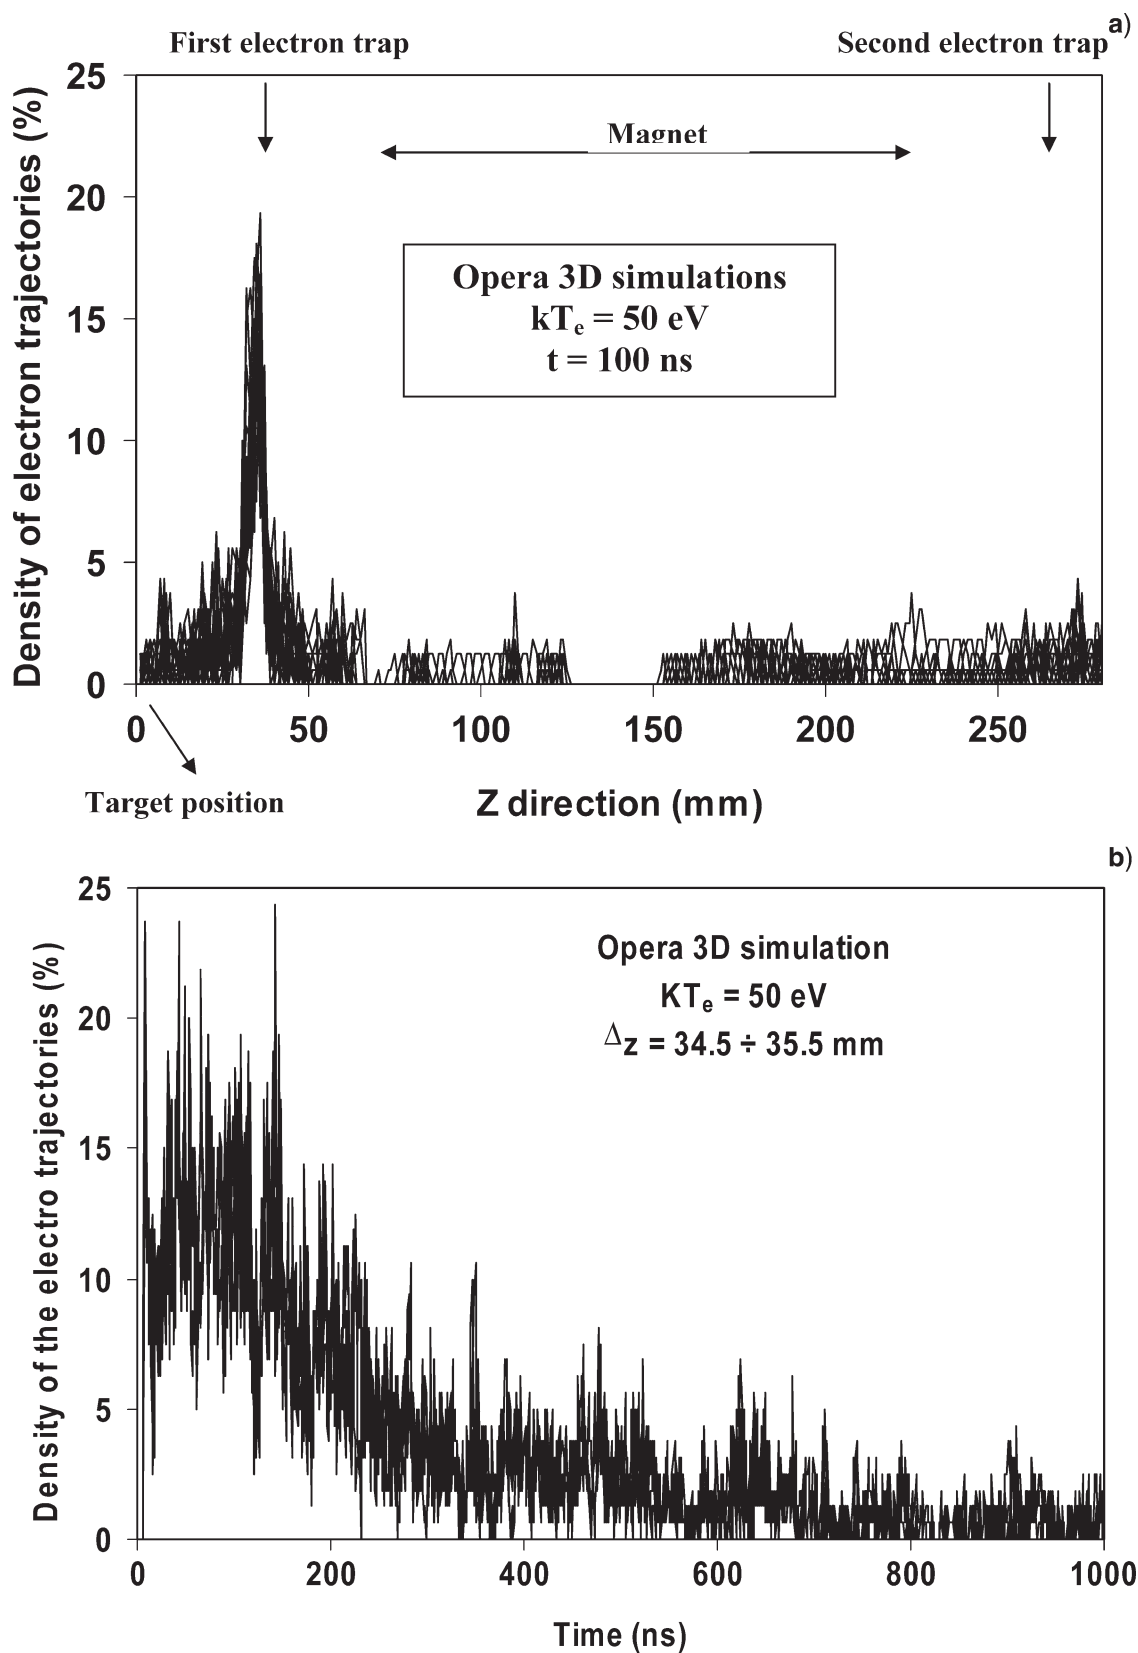 a)
First electron trap
Second electron trap
Magnet
Opera 3D simulations
kTe = 50 eV
t = 100 ns
Density of electron trajectories (%)
25
20
15
10
5
0
0 50 100 150 200 250
Target position
Z direction (mm)
b)
Opera 3D simulation
KTe = 50 eV
Δz = 34.5 ÷ 35.5 mm
Density of the electro trajectories (%)
25
20
15
10
5
0
0 200 400 600 800 1000
Time (ns)